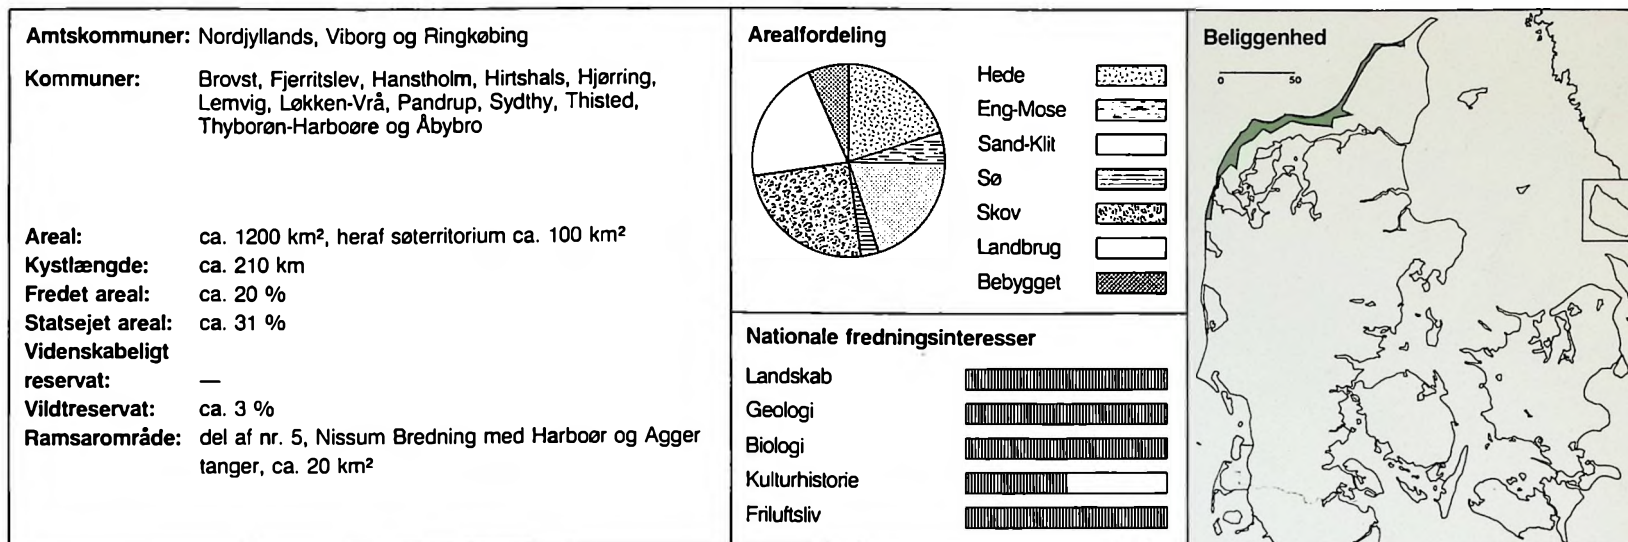 Amtskommuner: Nordjyllands, Viborg og Ringkøbing
Kommuner: Brovst, Fjerritslev, Hanstholm, Hirtshals, Hjørring,
Lemvig, Løkken-Vrå, Pandrup, Sydthy, Thisted,
Thyborøn-Harboøre og Åbybro
Areal: ca. 1200 km², heraf søterritorium ca. 100 km²
Kystlængde: ca. 210 km
Fredet areal: ca. 20 %
Statsejet areal: ca. 31 %
Videnskabeligt
reservat: —
Vildtreservat: ca. 3 %
Ramsarområde: del af nr. 5, Nissum Bredning med Harboør og Agger
tanger, ca. 20 km²
Arealfordeling
Hede
Eng-Mose
Sand-Klit
Sø
Skov
Landbrug
Bebygget
Nationale fredningsinteresser
Landskab
Geologi
Biologi
Kulturhistorie
Friluftsliv
Beliggenhed
0 50